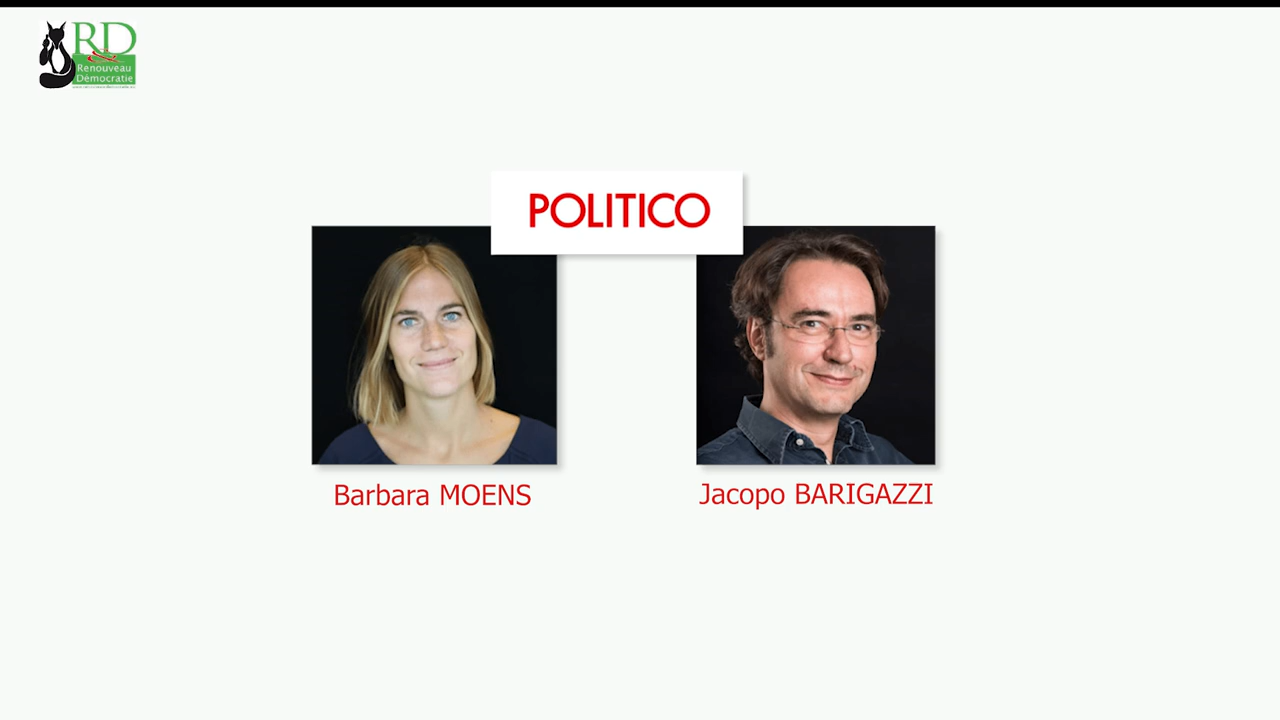 RD
Renouveau
Démocratie
POLITICO
Barbara MOENS
Jacopo BARIGAZZI